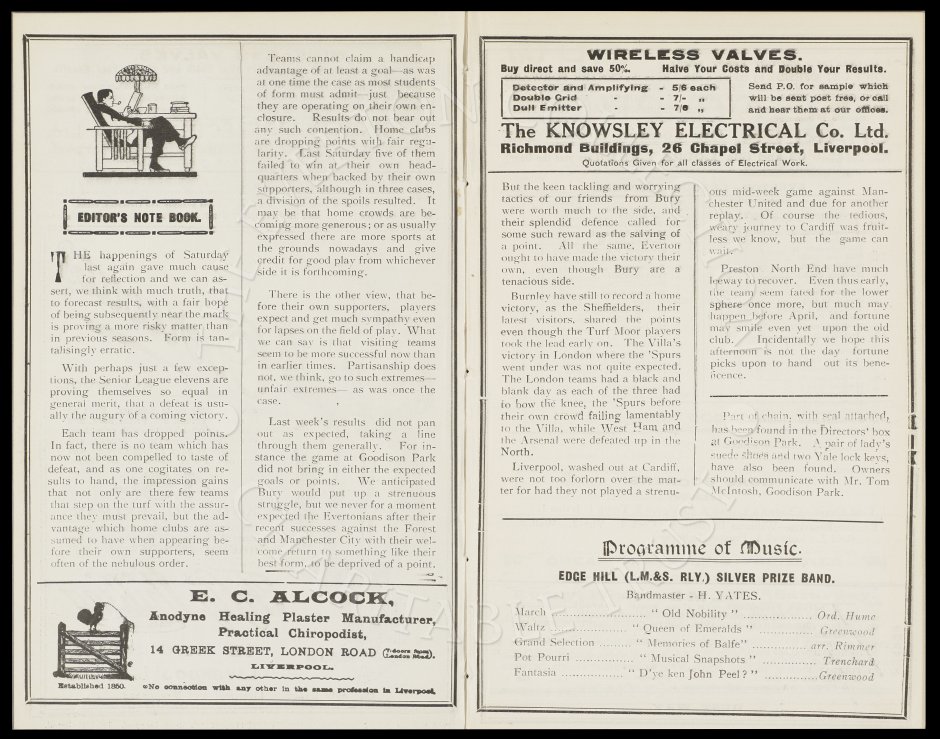 EDITOR'S NOTE BOOK.
THE happenings of Saturday
last again gave much cause
for reflection and we can as-
sert, we think with much truth, that
to forecast results, with a fair hope
of being subsequently near the mark
is proving a more risky matter than
in previous seasons. Form is tan-
talisingly erratic.
With perhaps just a few excep-
tions, the Senior League elevens are
proving themselves so equal in
general merit, that a defeat is usu-
ally the augury of a coming victory.
Each team has dropped points.
In fact, there is no team which has
now not been compelled to taste of
defeat, and as one cogitates on re-
sults to hand, the impression gains
that not only are there few teams
that step on the turf with the assur-
ance they must prevail, but the ad-
vantage which home clubs are as-
sumed to have when appearing be-
fore their own supporters, seem
often of the nebulous order.
Teams cannot claim a handicap
advantage of at least a goal—as was
at one time the case as most students
of form must admit—just because
they are operating on their own en-
closure. Results do not bear out
any such contention. Home clubs
are dropping points with fair regu-
larity. Last Saturday five of them
failed to win at their own head-
quarters when backed by their own
supporters, although in three cases,
a division of the spoils resulted. It
may be that home crowds are be-
coming more generous; or as usually
expressed there are more sports at
the grounds nowadays and give
credit for good play from whichever
side it is forthcoming.
There is the other view, that be-
fore their own supporters, players
expect and get much sympathy even
for lapses on the field of play. What
we can say is that visiting teams
seem to be more successful now than
in earlier times. Partisanship does
not, we think, go to such extremes—
unfair extremes— as was once the
case.
Last week's results did not pan
out as expected, taking a line
through them generally. For in-
stance the game at Goodison Park
did not bring in either the expected
goals or points. We anticipated
Bury would put up a strenuous
struggle, but we never for a moment
expected the Evertonians after their
recent successes against the Forest
and Manchester City with their wel-
come return to something like their
best form, to be deprived of a point.
E. C. ALCOCK,
Anodyne Healing Plaster Manufacturer,
Practical Chiropodist,
14 GREEK STREET, LONDON ROAD (7 doors from London Road).
LIVERPOOL.
Established 1850. No connection with any other in the same profession in Liverpool.
WIRELESS VALVES.
Buy direct and save 50%. Halve Your Costs and Double Your Results.
Detector and Amplifying - 5/6 each
Double Grid - - 7/- „
Dull Emitter - - 7/6 „
Send P.O. for sample which
will be sent post free, or call
and hear them at our offices.
The KNOWSLEY ELECTRICAL Co. Ltd.
Richmond Buildings, 26 Chapel Street, Liverpool.
Quotations Given for all classes of Electrical Work.
But the keen tackling and worrying
tactics of our friends from Bury
were worth much to the side, and
their splendid defence called for
some such reward as the salving of
a point. All the same, Everton
ought to have made the victory their
own, even though Bury are a
tenacious side.
Burnley have still to record a home
victory, as the Sheffielders, their
latest visitors, shared the points
even though the Turf Moor players
took the lead early on. The Villa's
victory in London where the 'Spurs
went under was not quite expected.
The London teams had a black and
blank day as each of the three had
to bow the knee, the 'Spurs before
their own crowd failing lamentably
to the Villa, while West Ham and
the Arsenal were defeated up in the
North.
Liverpool, washed out at Cardiff,
were not too forlorn over the mat-
ter for had they not played a strenu-
ous mid-week game against Man-
chester United and due for another
replay. Of course the tedious,
weary journey to Cardiff was fruit-
less we know, but the game can
wait.
Preston North End have much
leeway to recover. Even thus early,
the team seem fated for the lower
sphere once more, but much may
happen before April, and fortune
may smile even yet upon the old
club. Incidentally we hope this
afternoon is not the day fortune
picks upon to hand out its bene-
ficence.
Part of chain, with seal attached,
has been found in the Directors' box
at Goodison Park. A pair of lady's
suede shoes and two Yale lock keys,
have also been found. Owners
should communicate with Mr. Tom
McIntosh, Goodison Park.
Programme of Music.
EDGE HILL (L.M.&S. RLY.) SILVER PRIZE BAND.
Bandmaster - H. YATES.
March ................ " Old Nobility " ................ Ord. Hume
Waltz ................ " Queen of Emeralds " ................ Greenwood
Grand Selection ........ " Memories of Balfe" ............. arr. Rimmer
Pot Pourri ............... " Musical Snapshots " ............... Trenchard
Fantasia ................ " D'ye ken John Peel? " ...............Greenwood